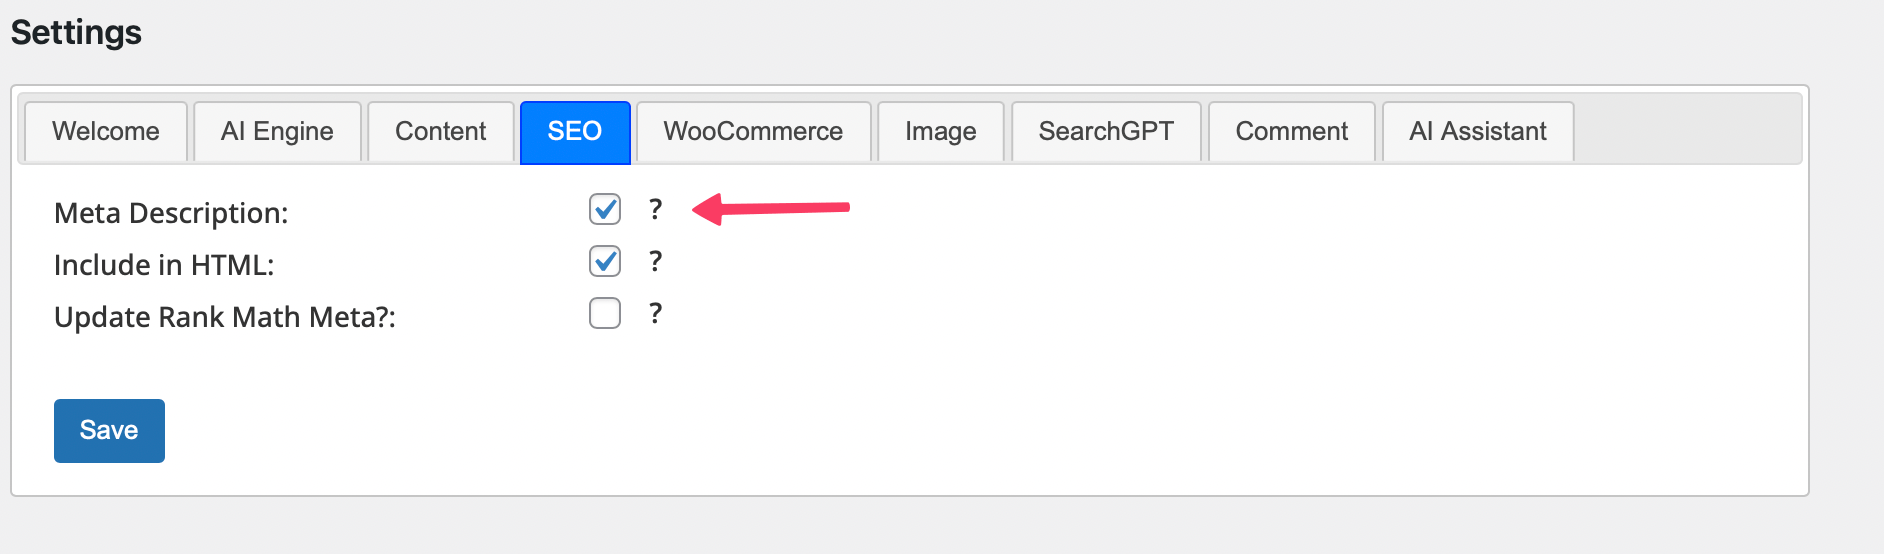 Settings
Welcome AI Engine Content SEO WooCommerce Image SearchGPT Comment AI Assistant
Meta Description: ?
Include in HTML: ?
Update Rank Math Meta?: ?
Save